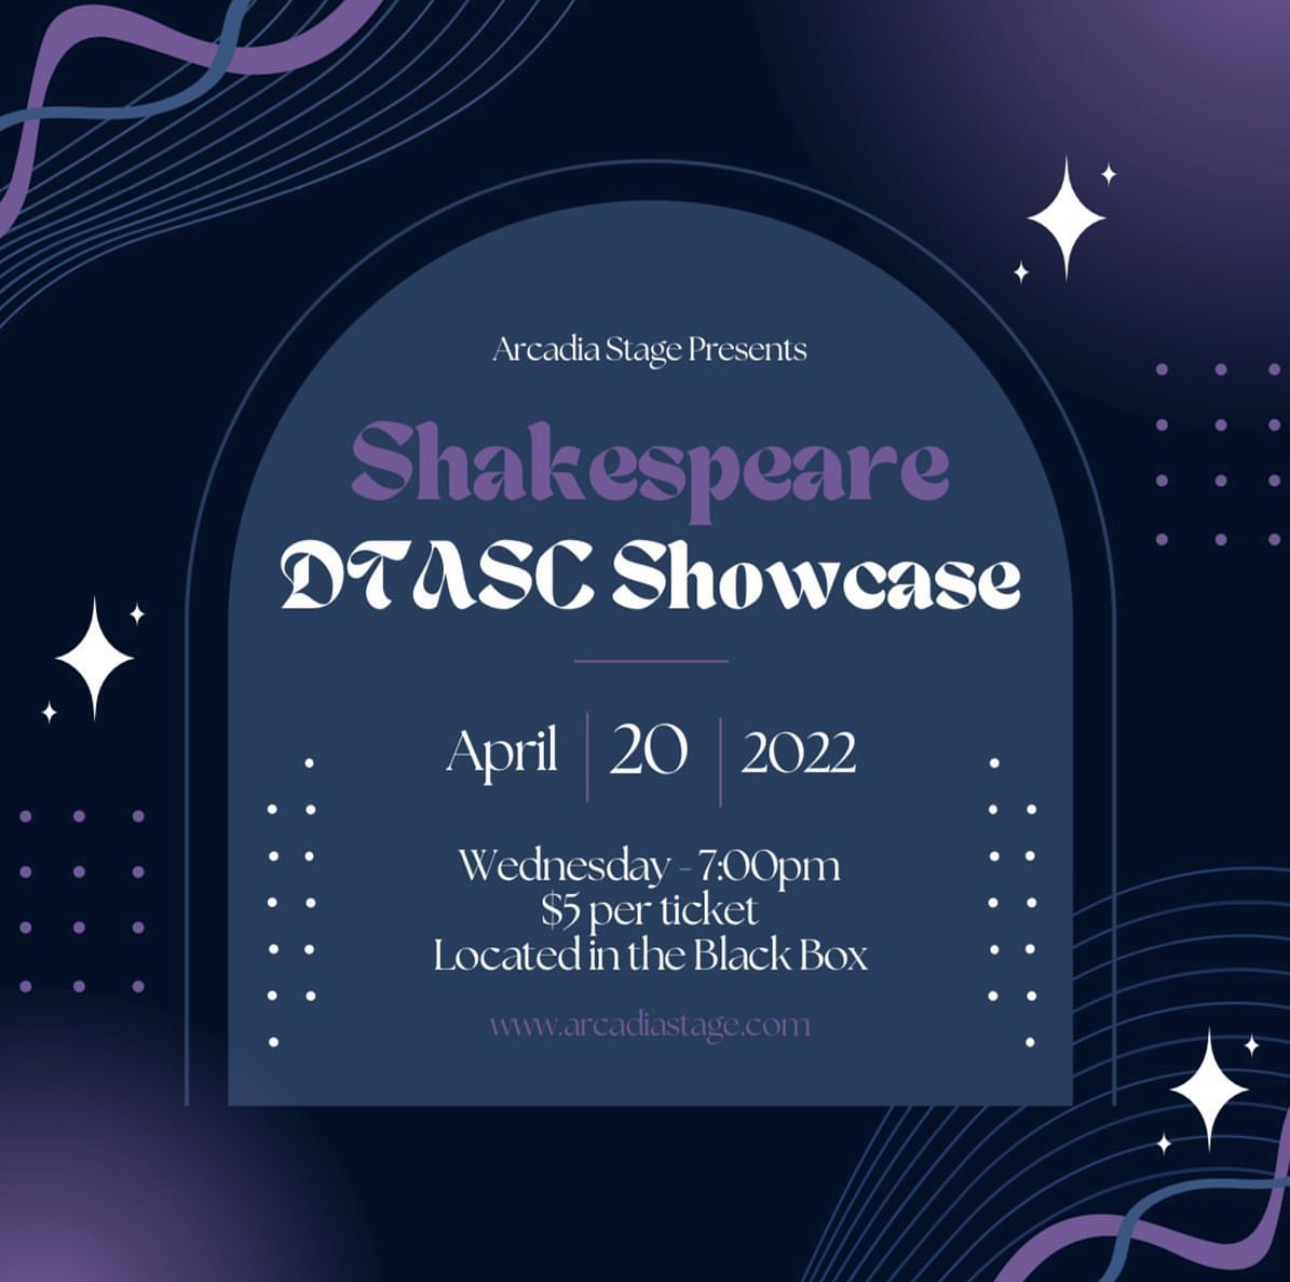 Arcadia Stage Presents
Shakespeare
DTASC Showcase
April | 20 | 2022
Wednesday - 7:00pm
$5 per ticket
Located in the Black Box
www.arcadiastage.com